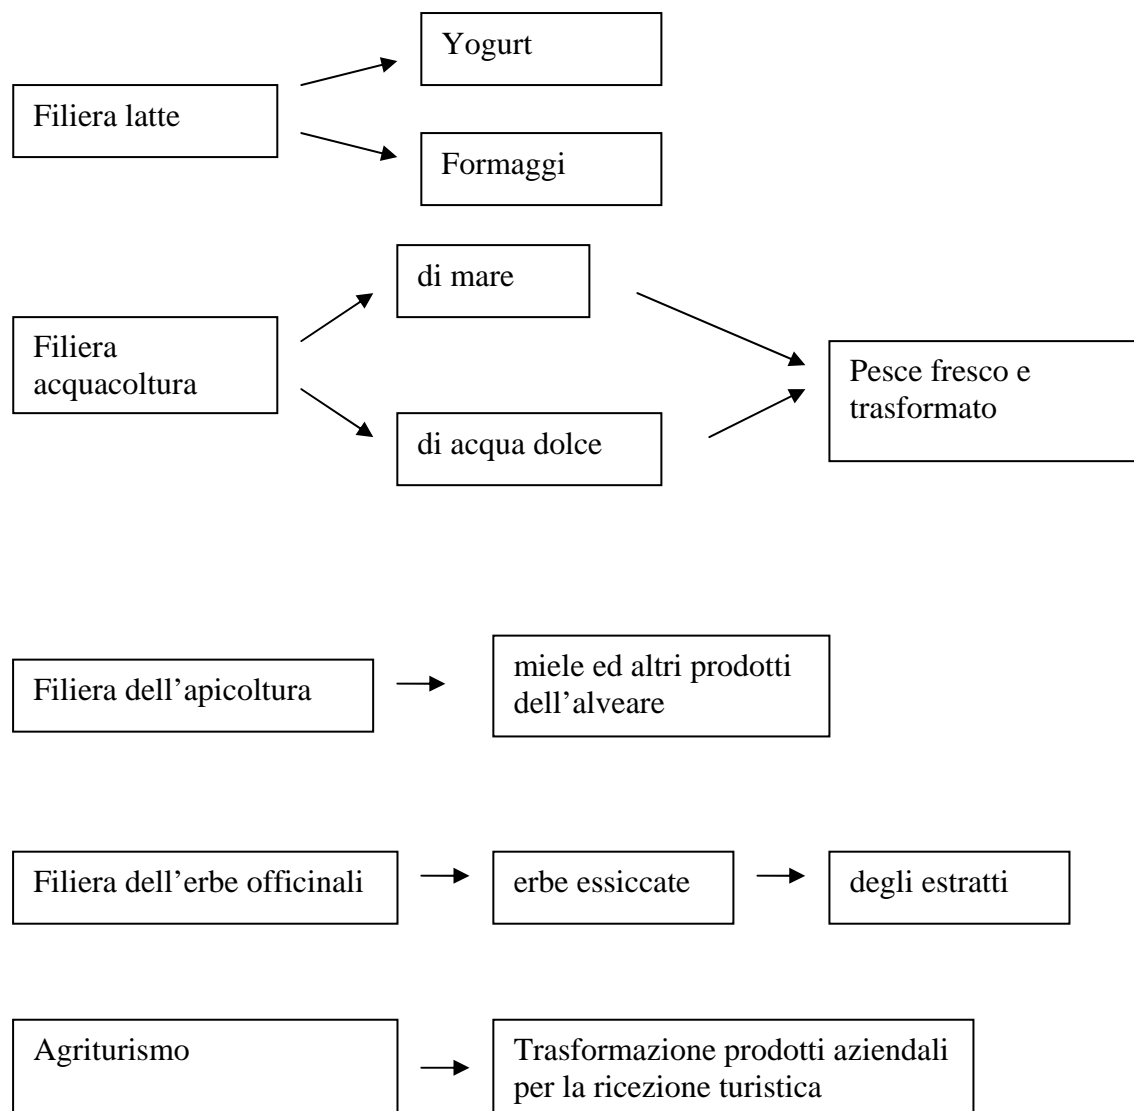 Yogurt
Filiera latte
Formaggi
di mare
Filiera
acquacoltura
Pesce fresco e
trasformato
di acqua dolce
Filiera dell’apicoltura
miele ed altri prodotti
dell’alveare
Filiera dell’erbe officinali
erbe essiccate
degli estratti
Agriturismo
Trasformazione prodotti aziendali
per la ricezione turistica